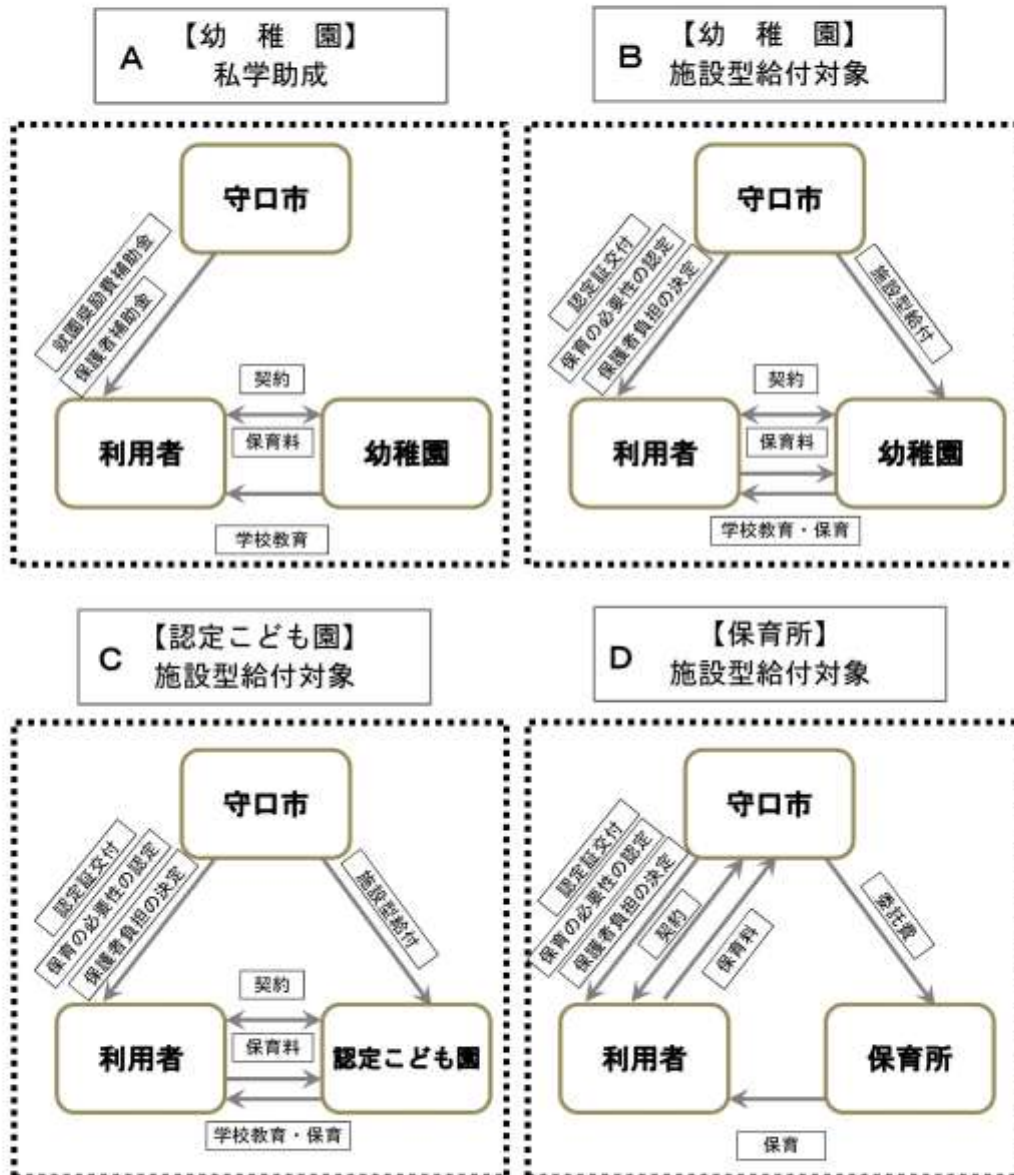 A
【幼 稚 園】
私学助成
守口市
就園奨励費補助金
保護者補助金
契約
利用者
保育料
幼稚園
学校教育
B
【幼 稚 園】
施設型給付対象
守口市
認定証交付
保育の必要性の認定
保護者負担の決定
施設型給付
契約
利用者
保育料
幼稚園
学校教育・保育
C
【認定こども園】
施設型給付対象
守口市
認定証交付
保育の必要性の認定
保護者負担の決定
施設型給付
契約
利用者
保育料
認定こども園
学校教育・保育
D
【保育所】
施設型給付対象
守口市
認定証交付
保育の必要性の認定
保護者負担の決定
契約
保育料
委託費
利用者
保育所
保育